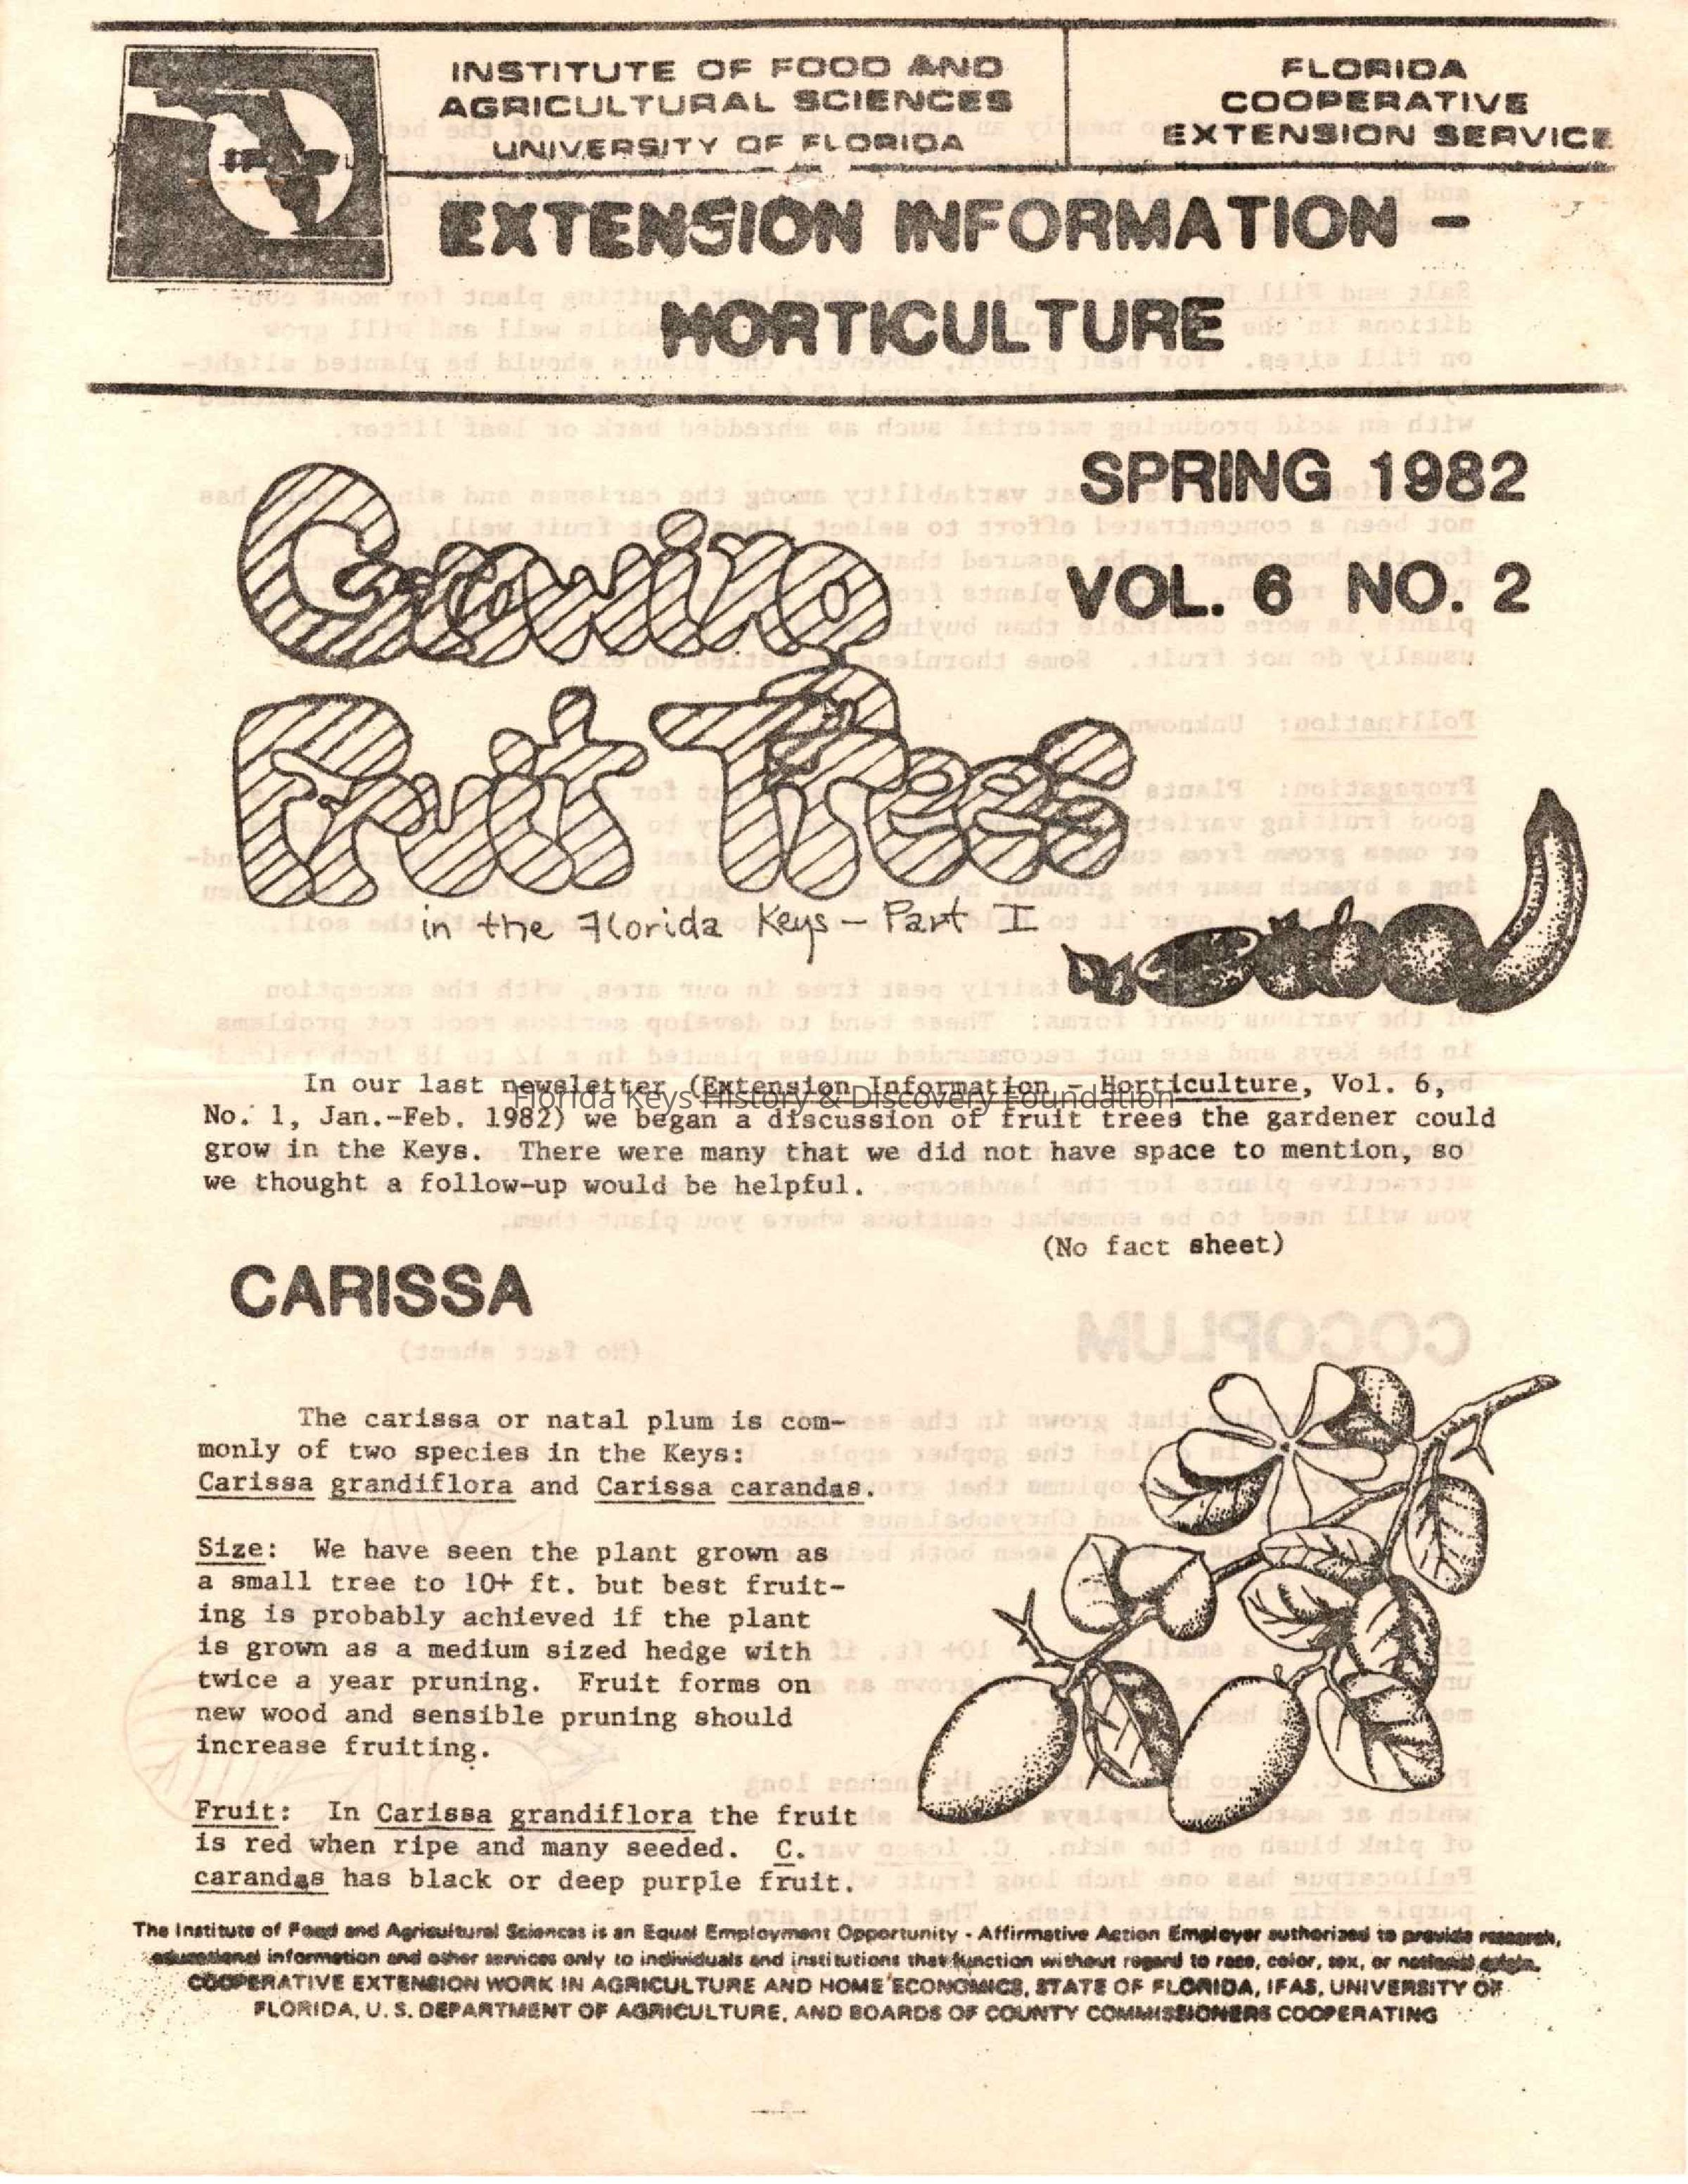 INSTITUTE OF FOOD AND
AGRICULTURAL SCIENCES
UNIVERSITY OF FLORIDA
FLORIDA
COOPERATIVE
EXTENSION SERVICE
IFAS
EXTENSION INFORMATION -
HORTICULTURE
SPRING 1982
VOL. 6 NO. 2
Growing
Fruit Trees
in the Florida Keys - Part I
In our last newsletter (Extension Information - Horticulture, Vol. 6,
No. 1, Jan.-Feb. 1982) we began a discussion of fruit trees the gardener could
grow in the Keys. There were many that we did not have space to mention, so
we thought a follow-up would be helpful.
Florida Keys History & Discovery Foundation
(No fact sheet)
CARISSA
The carissa or natal plum is com-
monly of two species in the Keys:
Carissa grandiflora and Carissa carandas.
Size: We have seen the plant grown as
a small tree to 10+ ft. but best fruit-
ing is probably achieved if the plant
is grown as a medium sized hedge with
twice a year pruning. Fruit forms on
new wood and sensible pruning should
increase fruiting.
Fruit: In Carissa grandiflora the fruit
is red when ripe and many seeded. C.
carandas has black or deep purple fruit.
The Institute of Food and Agricultural Sciences is an Equal Employment Opportunity - Affirmative Action Employer authorized to provide research,
educational information and other services only to individuals and institutions that function without regard to race, color, sex, or national origin.
COOPERATIVE EXTENSION WORK IN AGRICULTURE AND HOME ECONOMICS, STATE OF FLORIDA, IFAS, UNIVERSITY OF
FLORIDA, U. S. DEPARTMENT OF AGRICULTURE, AND BOARDS OF COUNTY COMMISSIONERS COOPERATING